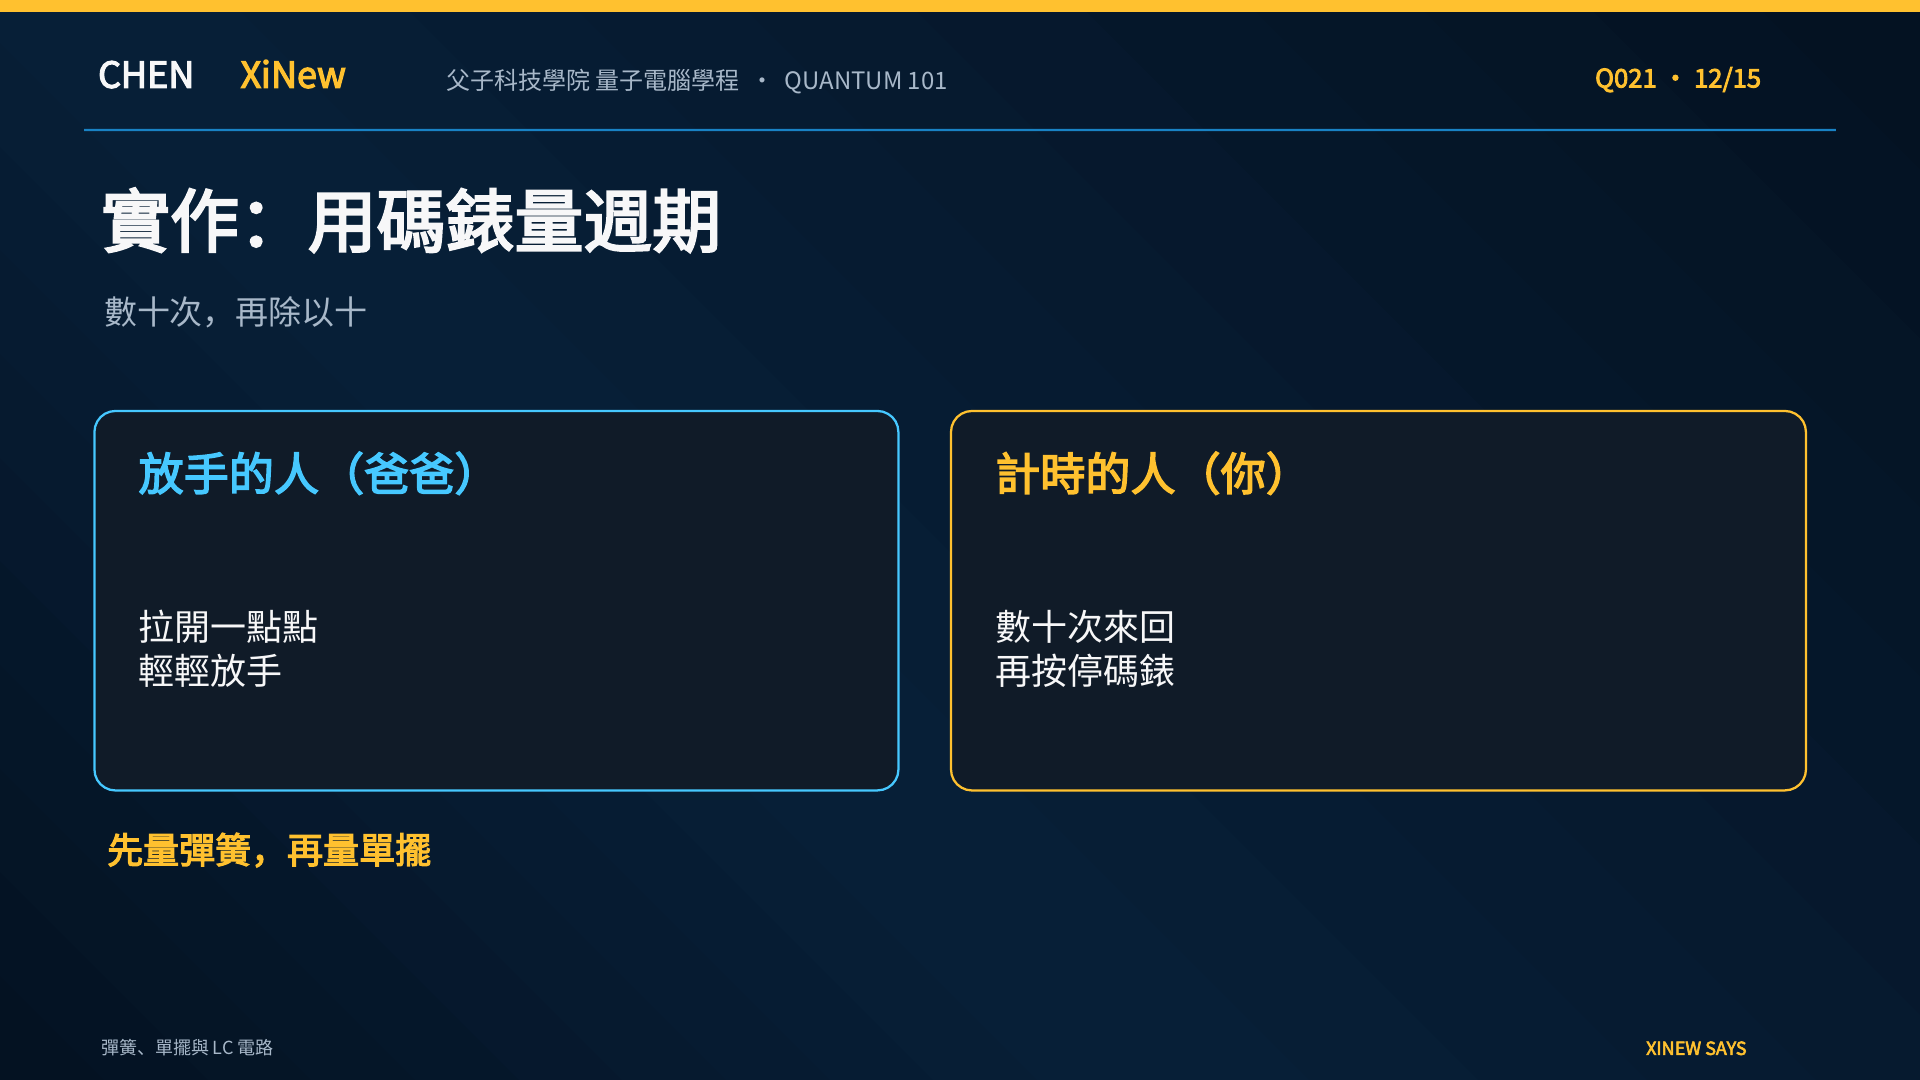 CHEN XiNew 父子科技學院 量子電腦學程 · QUANTUM 101 Q021 · 12/15
實作：用碼錶量週期
數十次，再除以十
放手的人（爸爸）
拉開一點點
輕輕放手
計時的人（你）
數十次來回
再按停碼錶
先量彈簧，再量單擺
彈簧、單擺與 LC 電路
XINEW SAYS